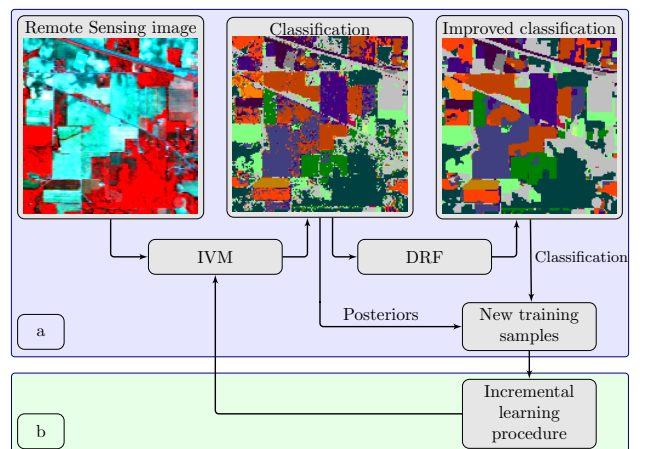 Remote Sensing image
Classification
Improved classification
IVM
DRF
Classification
Posteriors
New training
samples
a
Incremental
learning
procedure
b